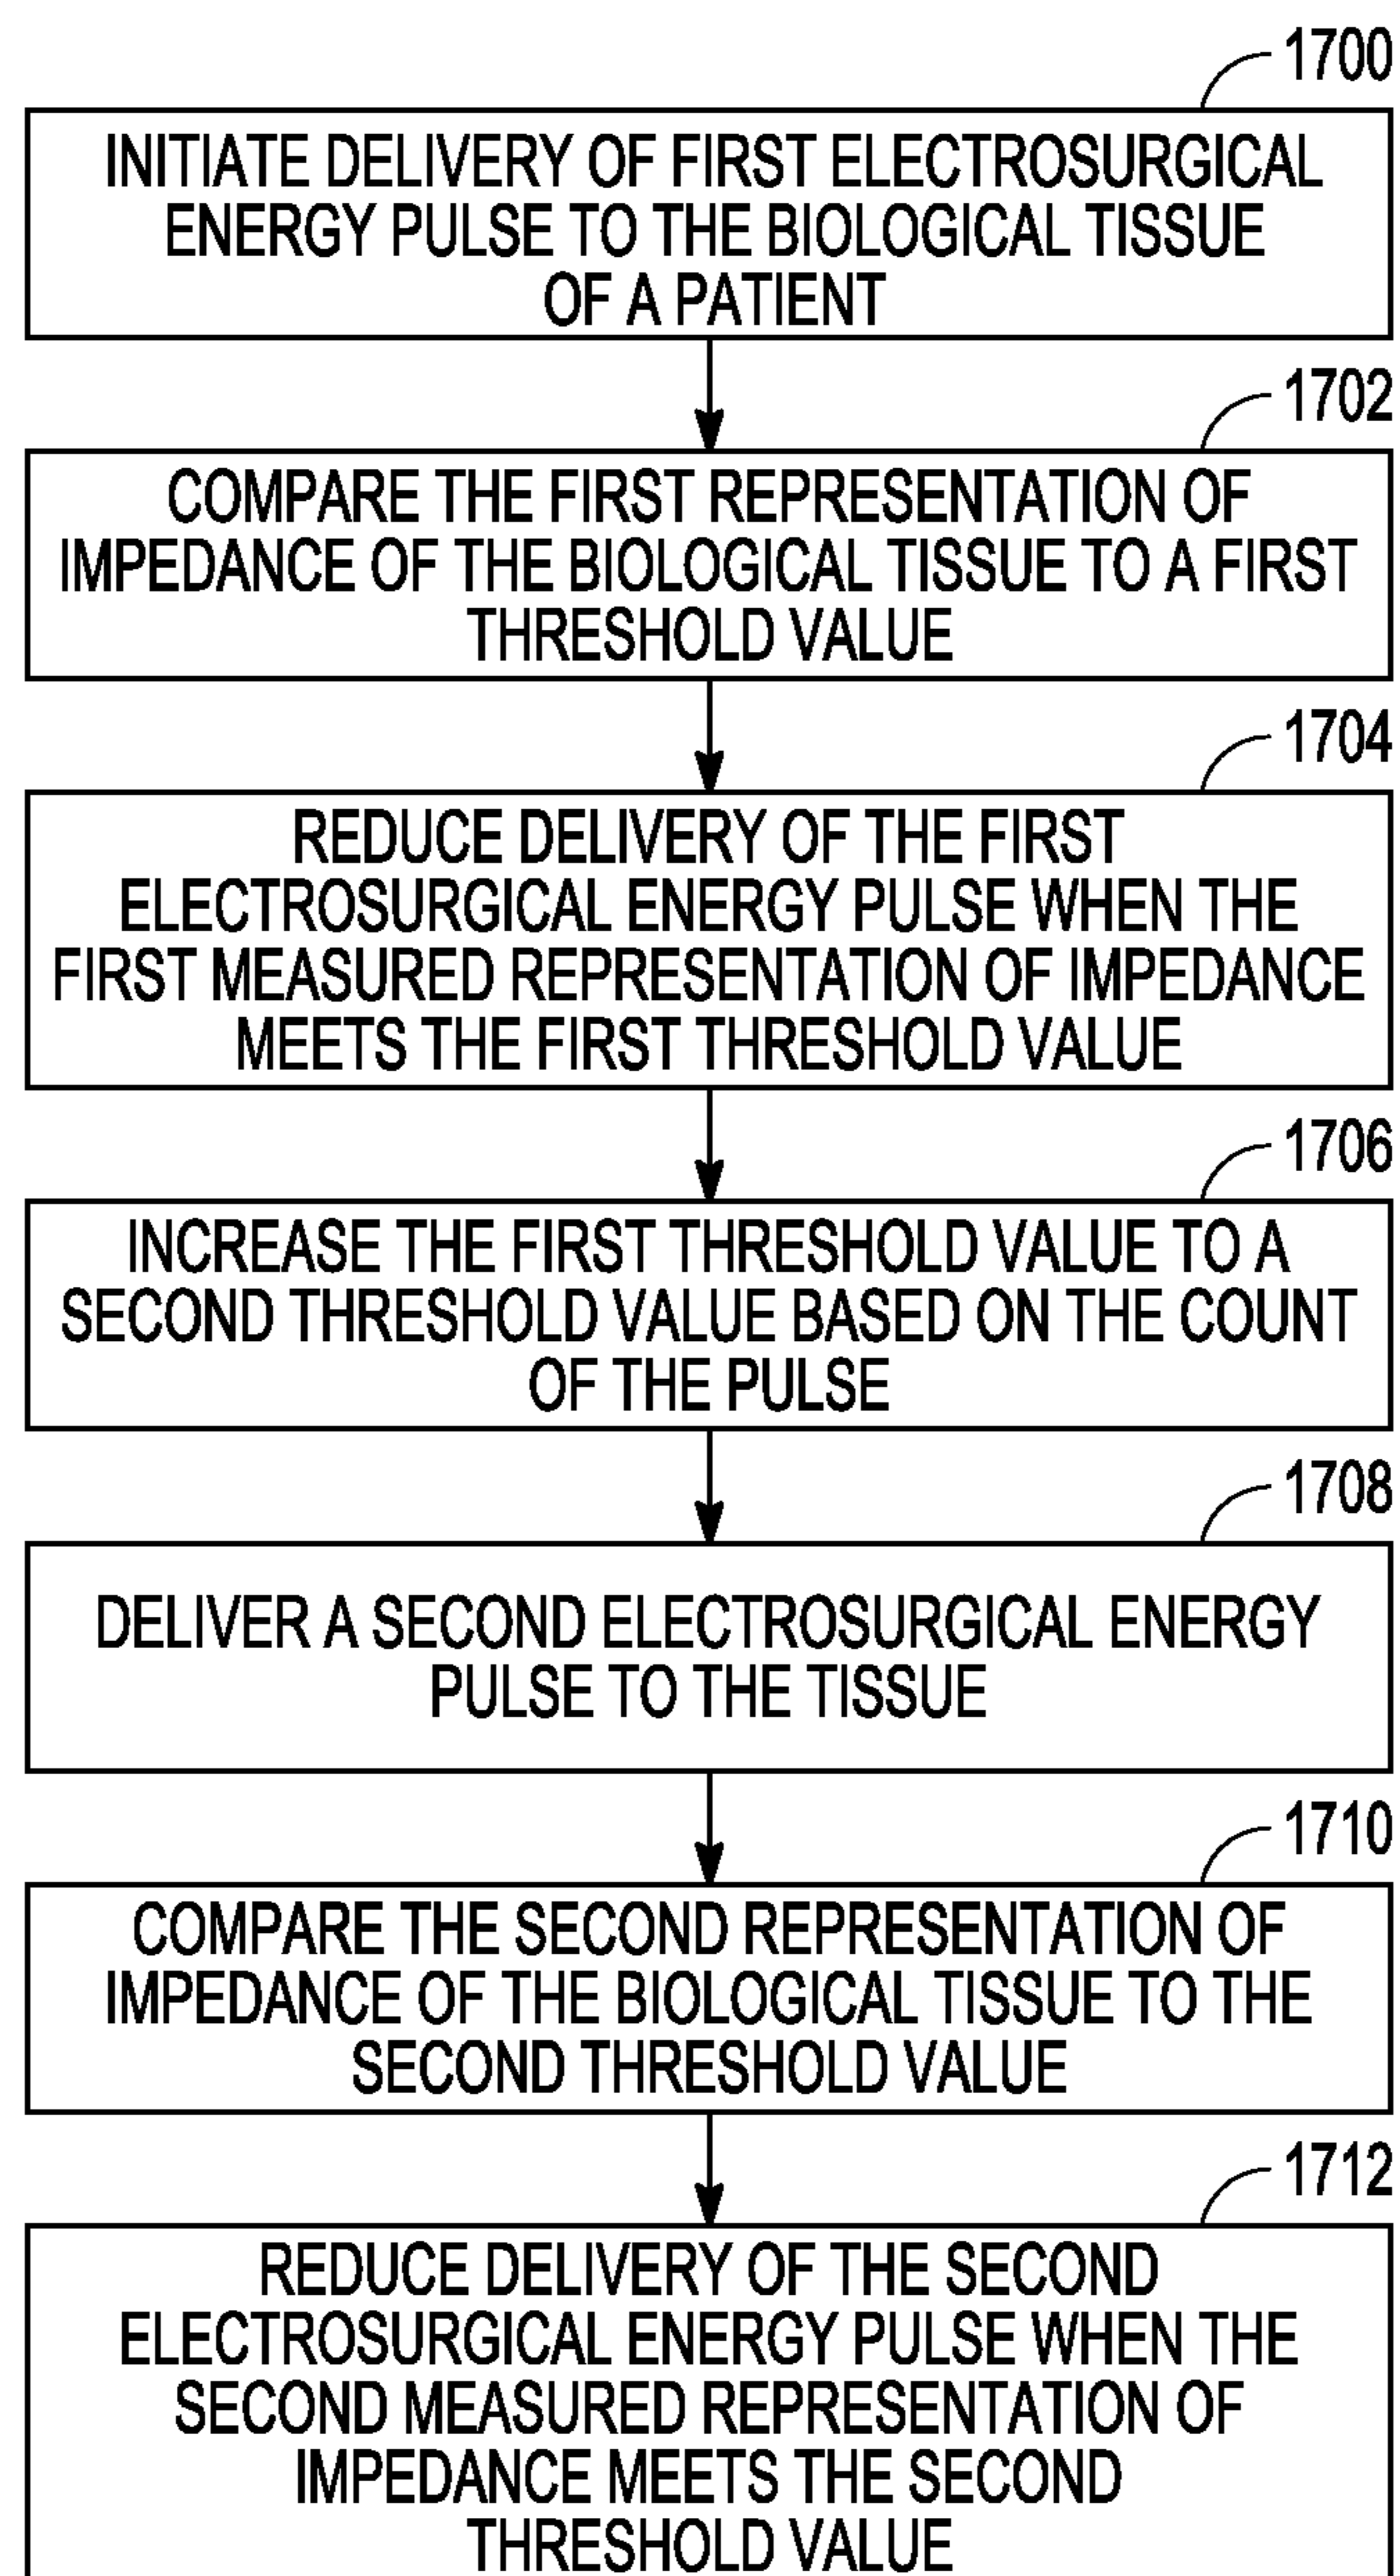 1700
INITIATE DELIVERY OF FIRST ELECTROSURGICAL
ENERGY PULSE TO THE BIOLOGICAL TISSUE
OF A PATIENT
1702
COMPARE THE FIRST REPRESENTATION OF
IMPEDANCE OF THE BIOLOGICAL TISSUE TO A FIRST
THRESHOLD VALUE
1704
REDUCE DELIVERY OF THE FIRST
ELECTROSURGICAL ENERGY PULSE WHEN THE
FIRST MEASURED REPRESENTATION OF IMPEDANCE
MEETS THE FIRST THRESHOLD VALUE
1706
INCREASE THE FIRST THRESHOLD VALUE TO A
SECOND THRESHOLD VALUE BASED ON THE COUNT
OF THE PULSE
1708
DELIVER A SECOND ELECTROSURGICAL ENERGY
PULSE TO THE TISSUE
1710
COMPARE THE SECOND REPRESENTATION OF
IMPEDANCE OF THE BIOLOGICAL TISSUE TO THE
SECOND THRESHOLD VALUE
1712
REDUCE DELIVERY OF THE SECOND
ELECTROSURGICAL ENERGY PULSE WHEN THE
SECOND MEASURED REPRESENTATION OF
IMPEDANCE MEETS THE SECOND
THRESHOLD VALUE